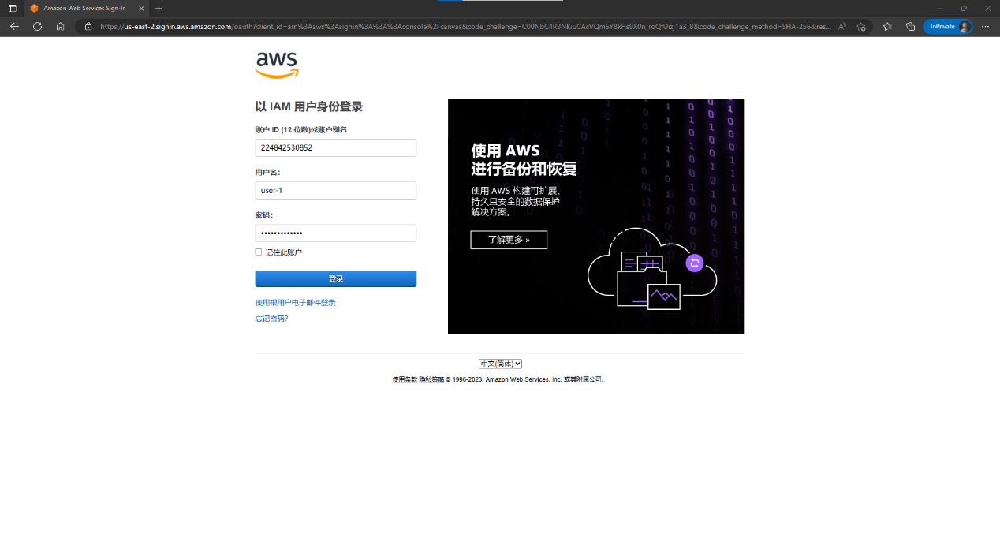 Amazon Web Services Sign-In
https://us-east-2.signin.aws.amazon.com/oauth?client_id=arn%3Aaws%3Asignin%3A%3A%3Aconsole%2Fcanvas&code_challenge=C00NbC4R3NKiuCAcVQm5Y8kHs9X0n_roQfUizj1a3_8&code_challenge_method=SHA-256&res...
InPrivate
aws
以 IAM 用户身份登录
账户 ID (12 位数)或账户别名
224842530852
用户名：
user-1
密码：
•••••••••••••
记住此账户
登录
使用根用户电子邮件登录
忘记密码?
使用 AWS
进行备份和恢复
使用 AWS 构建可扩展、
持久且安全的数据保护
解决方案。
了解更多 »
中文(简体)
使用条款 隐私策略 © 1996-2023, Amazon Web Services, Inc. 或其附属公司。